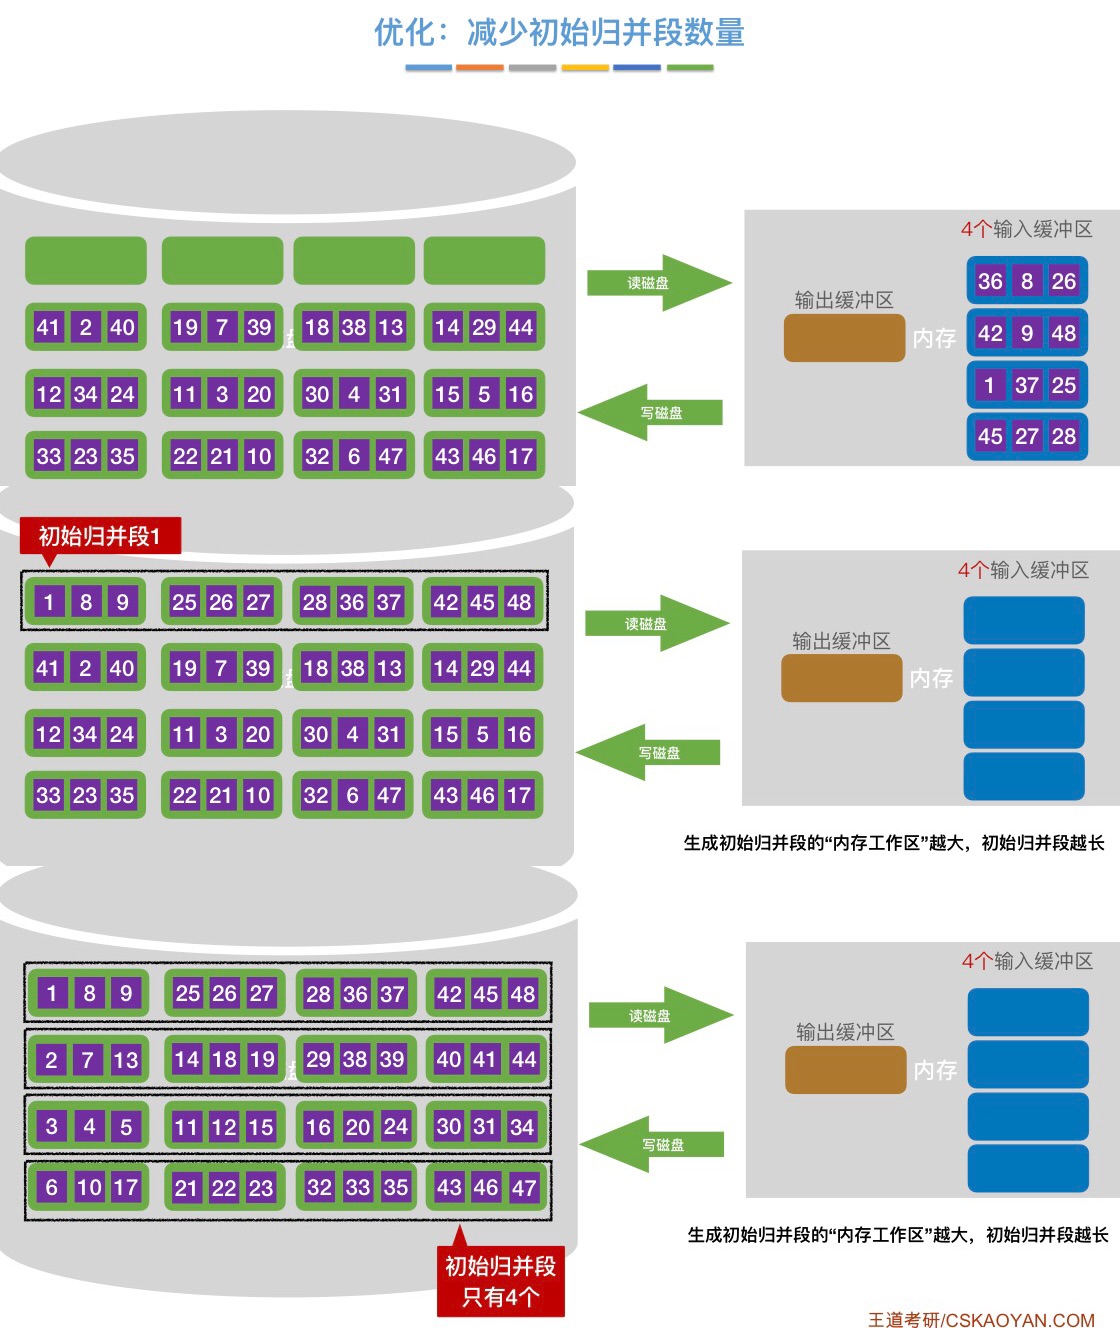 优化：减少初始归并段数量
4个输入缓冲区
36 8 26
读磁盘
输出缓冲区
41 2 40 19 7 39 18 38 13 14 29 44
内存
42 9 48
12 34 24 11 3 20 30 4 31 15 5 16
1 37 25
写磁盘
33 23 35 22 21 10 32 6 47 43 46 17
45 27 28
初始归并段1
4个输入缓冲区
1 8 9 25 26 27 28 36 37 42 45 48
读磁盘
输出缓冲区
41 2 40 19 7 39 18 38 13 14 29 44
内存
12 34 24 11 3 20 30 4 31 15 5 16
写磁盘
33 23 35 22 21 10 32 6 47 43 46 17
生成初始归并段的“内存工作区”越大，初始归并段越长
4个输入缓冲区
1 8 9 25 26 27 28 36 37 42 45 48
读磁盘
输出缓冲区
2 7 13 14 18 19 29 38 39 40 41 44
内存
3 4 5 11 12 15 16 20 24 30 31 34
写磁盘
6 10 17 21 22 23 32 33 35 43 46 47
生成初始归并段的“内存工作区”越大，初始归并段越长
初始归并段
只有4个
王道考研/CSKAOYAN.COM